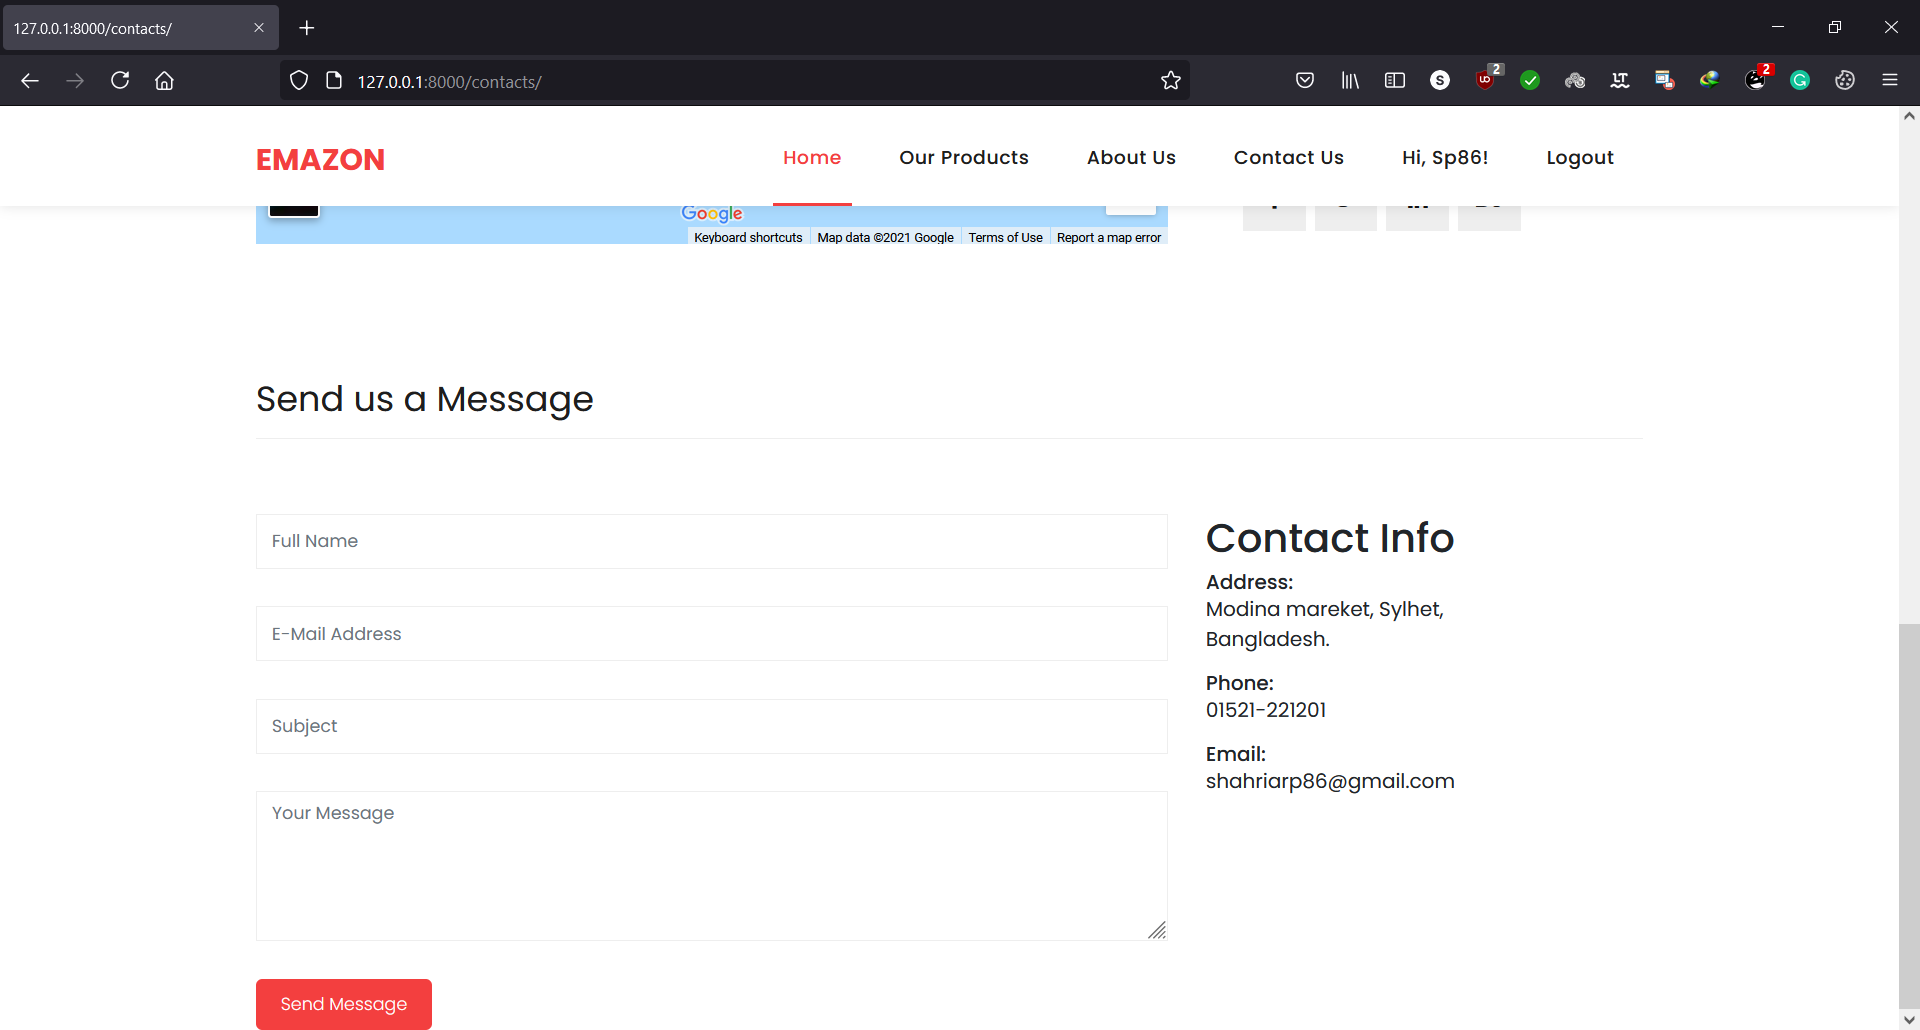 127.0.0.1:8000/contacts/
127.0.0.1:8000/contacts/
2
2
EMAZON
Home
Our Products
About Us
Contact Us
Hi, Sp86!
Logout
Google
Keyboard shortcuts
Map data ©2021 Google
Terms of Use
Report a map error
Send us a Message
Full Name
E-Mail Address
Subject
Your Message
Send Message
Contact Info
Address:
Modina mareket, Sylhet,
Bangladesh.
Phone:
01521-221201
Email:
shahriarp86@gmail.com